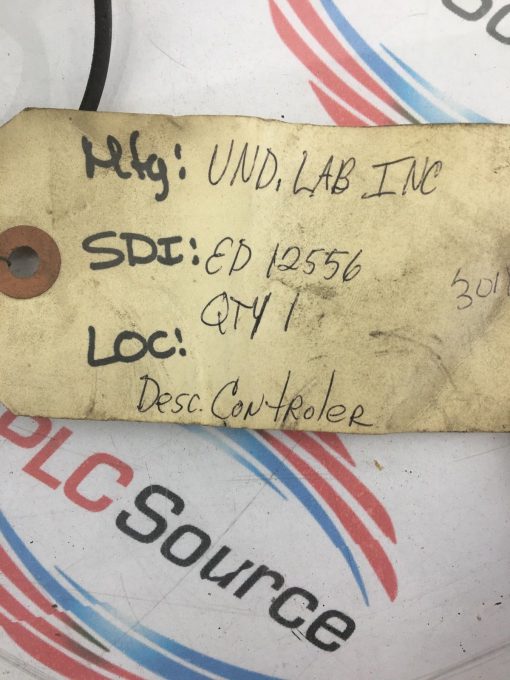 Mfg: UND. LAB INC
SDI: ED 12556
301
QTY 1
LOC:
Desc. Controler
PLC Source